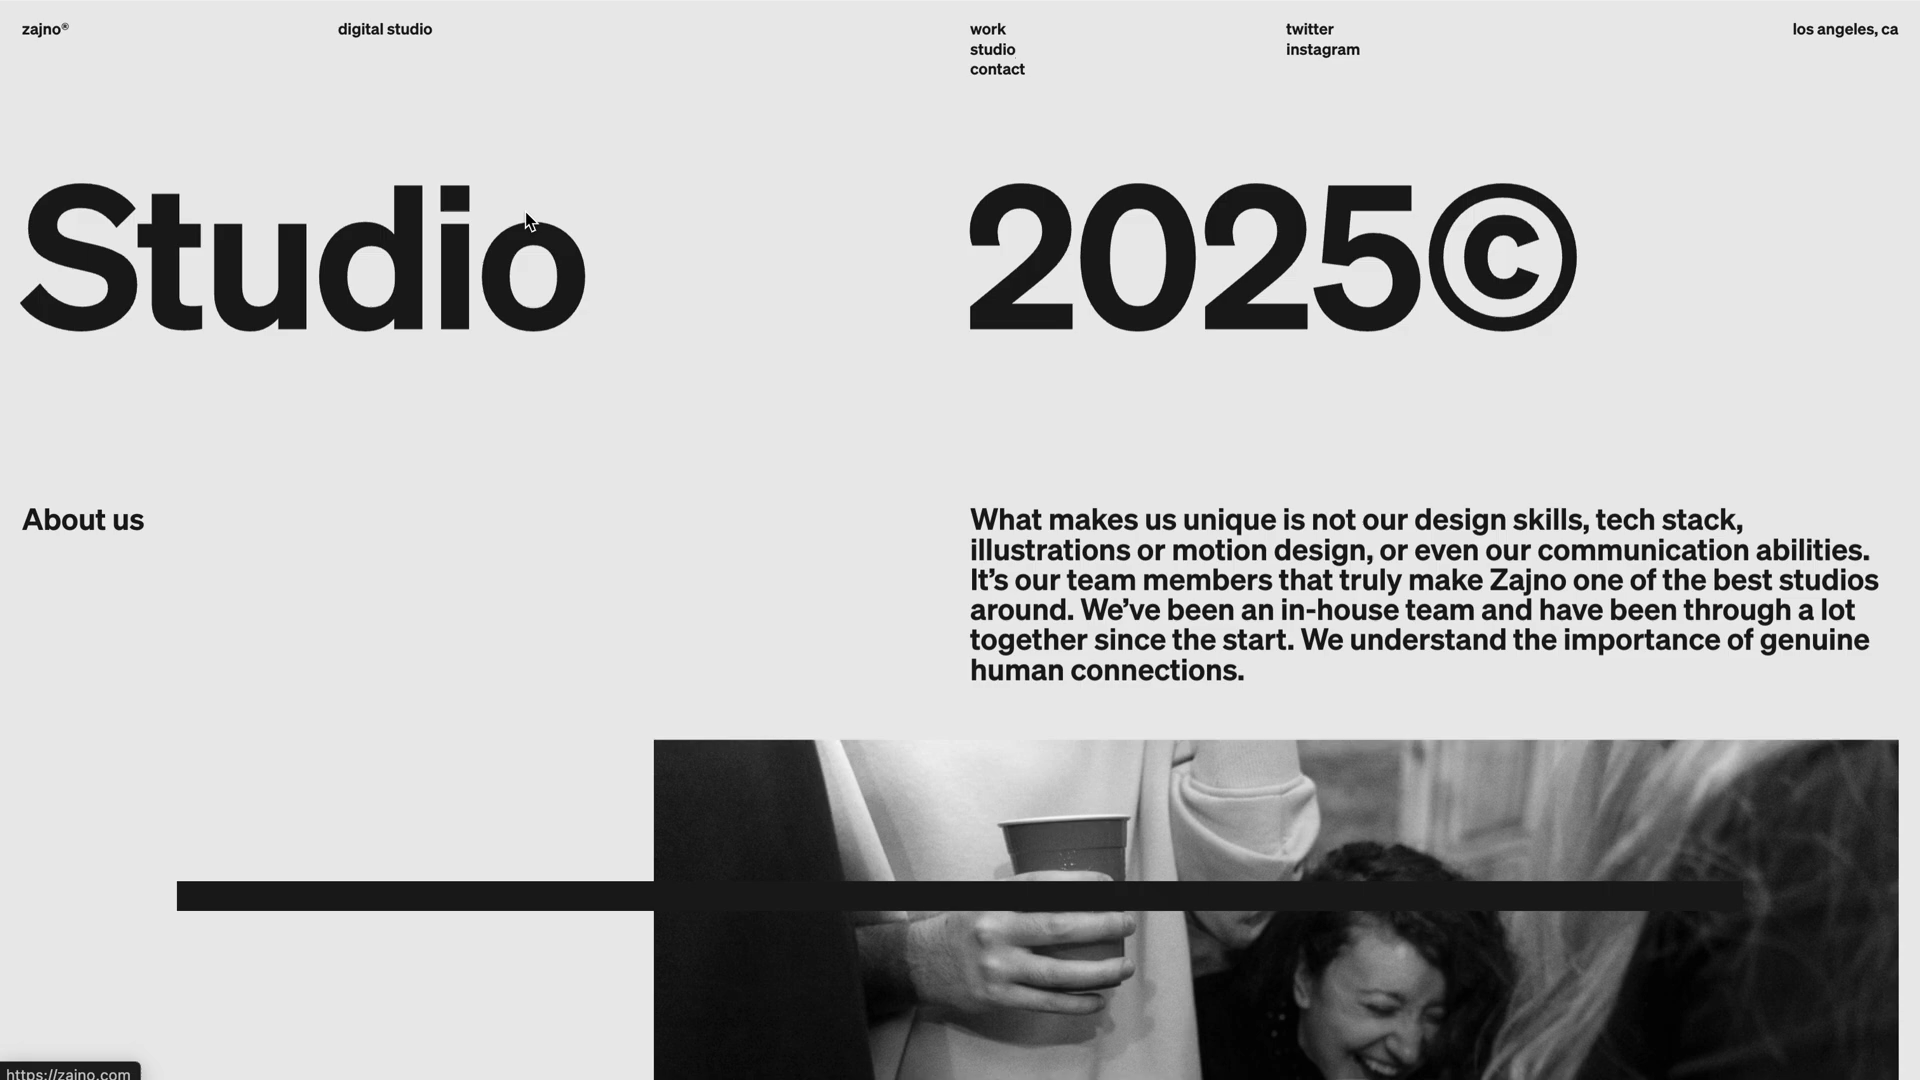 zajno®
digital studio
work
studio
contact
twitter
instagram
los angeles, ca
Studio
2025©
About us
What makes us unique is not our design skills, tech stack,
illustrations or motion design, or even our communication abilities.
It’s our team members that truly make Zajno one of the best studios
around. We’ve been an in-house team and have been through a lot
together since the start. We understand the importance of genuine
human connections.
https://zajno.com